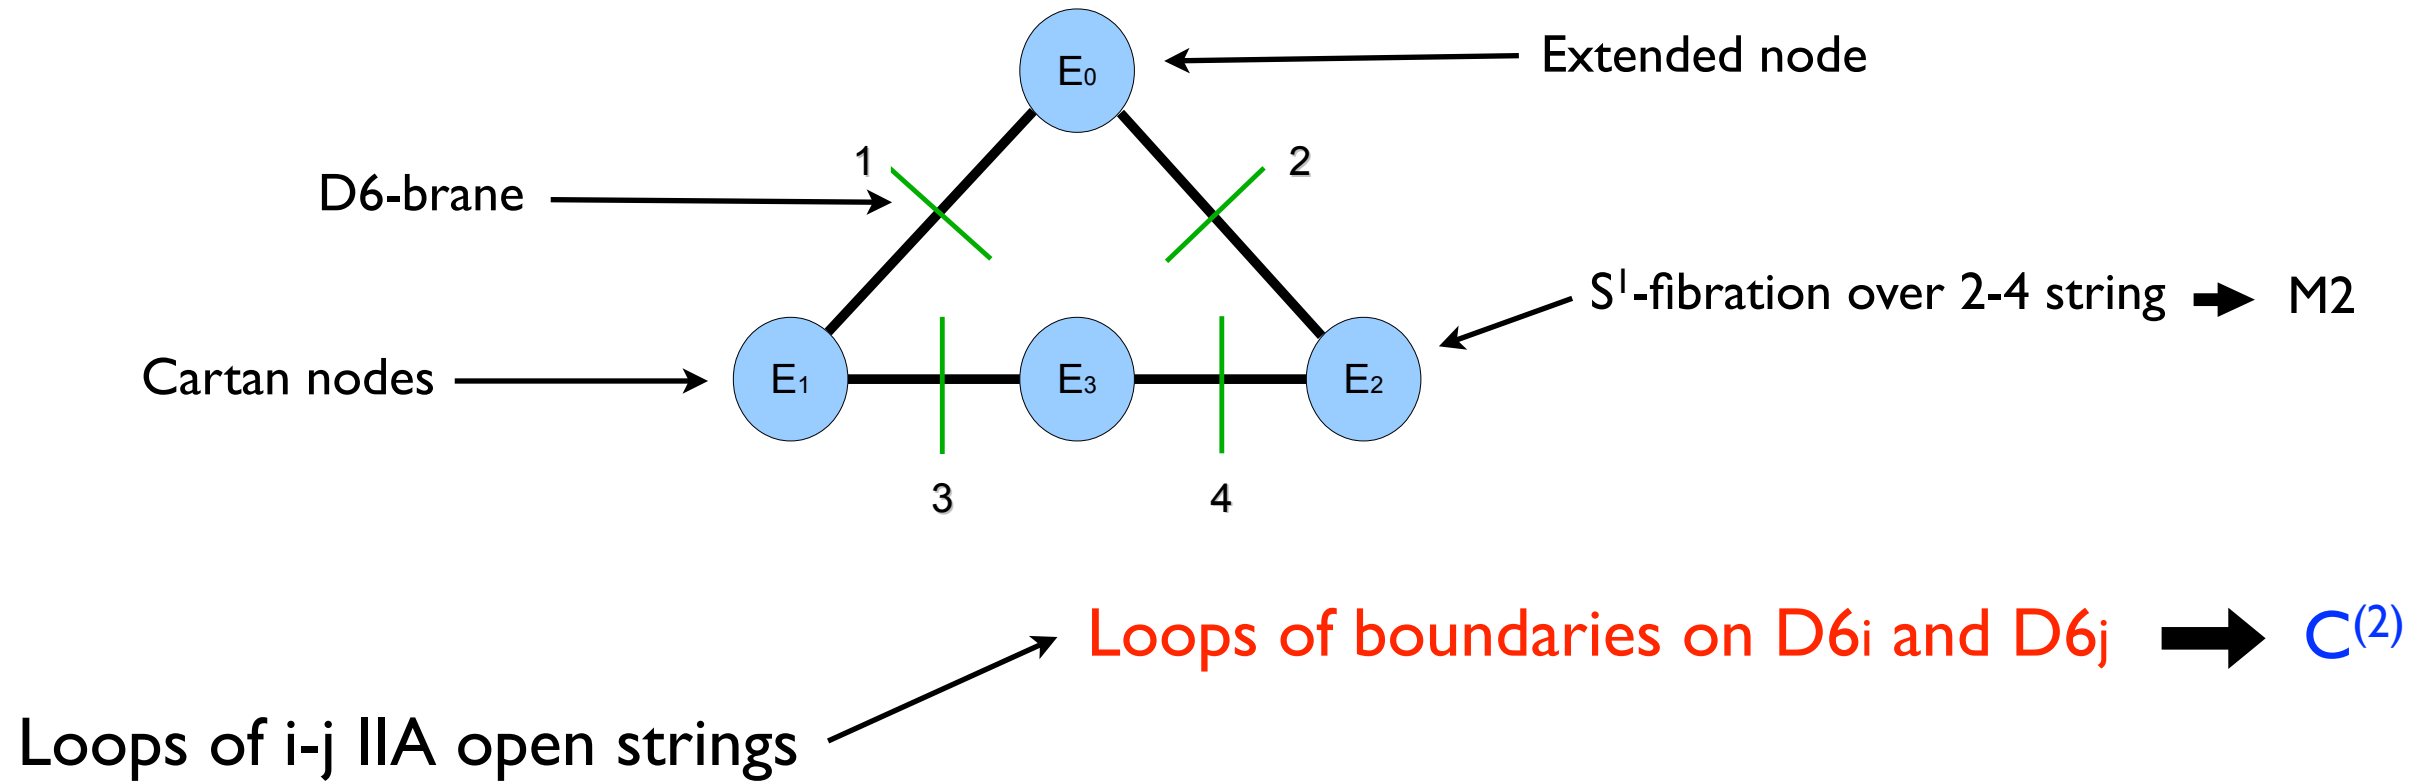 E₀
Extended node
1
2
D6-brane
S¹-fibration over 2-4 string
M2
Cartan nodes
E₁
E₃
E₂
3
4
Loops of boundaries on D6i and D6j
C⁽²⁾
Loops of i-j IIA open strings